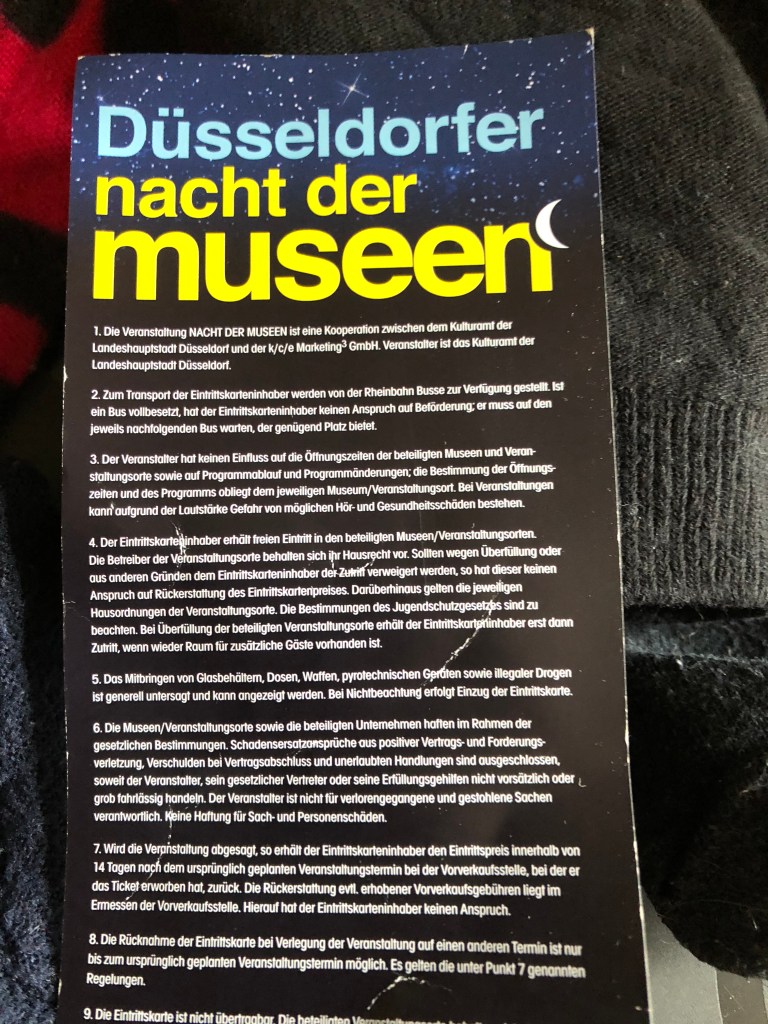 Düsseldorfer
nacht der
museen
1. Die Veranstaltung NACHT DER MUSEEN ist eine Kooperation zwischen dem Kulturamt der
Landeshauptstadt Düsseldorf und der k/c/e Marketing³ GmbH. Veranstalter ist das Kulturamt der
Landeshauptstadt Düsseldorf.
2. Zum Transport der Eintrittskarteninhaber werden von der Rheinbahn Busse zur Verfügung gestellt. Ist
ein Bus vollbesetzt, hat der Eintrittskarteninhaber keinen Anspruch auf Beförderung; er muss auf den
jeweils nachfolgenden Bus warten, der genügend Platz bietet.
3. Der Veranstalter hat keinen Einfluss auf die Öffnungszeiten der beteiligten Museen und Veran-
staltungsorte sowie auf Programmablauf und Programmänderungen; die Bestimmung der Öffnungs-
zeiten und des Programms obliegt dem jeweiligen Museum/Veranstaltungsort. Bei Veranstaltungen
kann aufgrund der Lautstärke Gefahr von möglichen Hör- und Gesundheitsschäden bestehen.
4. Der Eintrittskarteninhaber erhält freien Eintritt in den beteiligten Museen/Veranstaltungsorten.
Die Betreiber der Veranstaltungsorte behalten sich ihr Hausrecht vor. Sollten wegen Überfüllung oder
aus anderen Gründen dem Eintrittskarteninhaber der Zutritt verweigert werden, so hat dieser keinen
Anspruch auf Rückerstattung des Eintrittskartenpreises. Darüberhinaus gelten die jeweiligen
Hausordnungen der Veranstaltungsorte. Die Bestimmungen des Jugendschutzgesetzes sind zu
beachten. Bei Überfüllung der beteiligten Veranstaltungsorte erhält der Eintrittskarteninhaber erst dann
Zutritt, wenn wieder Raum für zusätzliche Gäste vorhanden ist.
5. Das Mitbringen von Glasbehältern, Dosen, Waffen, pyrotechnischen Geräten sowie illegaler Drogen
ist generell untersagt und kann angezeigt werden. Bei Nichtbeachtung erfolgt Einzug der Eintrittskarte.
6. Die Museen/Veranstaltungsorte sowie die beteiligten Unternehmen haften im Rahmen der
gesetzlichen Bestimmungen. Schadensersatzansprüche aus positiver Vertrags- und Forderungs-
verletzung, Verschulden bei Vertragsabschluss und unerlaubten Handlungen sind ausgeschlossen,
soweit der Veranstalter, sein gesetzlicher Vertreter oder seine Erfüllungsgehilfen nicht vorsätzlich oder
grob fahrlässig handeln. Der Veranstalter ist nicht für verlorengegangene und gestohlene Sachen
verantwortlich. Keine Haftung für Sach- und Personenschäden.
7. Wird die Veranstaltung abgesagt, so erhält der Eintrittskarteninhaber den Eintrittspreis innerhalb von
14 Tagen nach dem ursprünglich geplanten Veranstaltungstermin bei der Vorverkaufsstelle, bei der er
das Ticket erworben hat, zurück. Die Rückerstattung evtl. erhobener Vorverkaufsgebühren liegt im
Ermessen der Vorverkaufsstelle. Hierauf hat der Eintrittskarteninhaber keinen Anspruch.
8. Die Rücknahme der Eintrittskarte bei Verlegung der Veranstaltung auf einen anderen Termin ist nur
bis zum ursprünglich geplanten Veranstaltungstermin möglich. Es gelten die unter Punkt 7 genannten
Regelungen.
9. Die Eintrittskarte ist nicht übertragbar. Die beteiligten